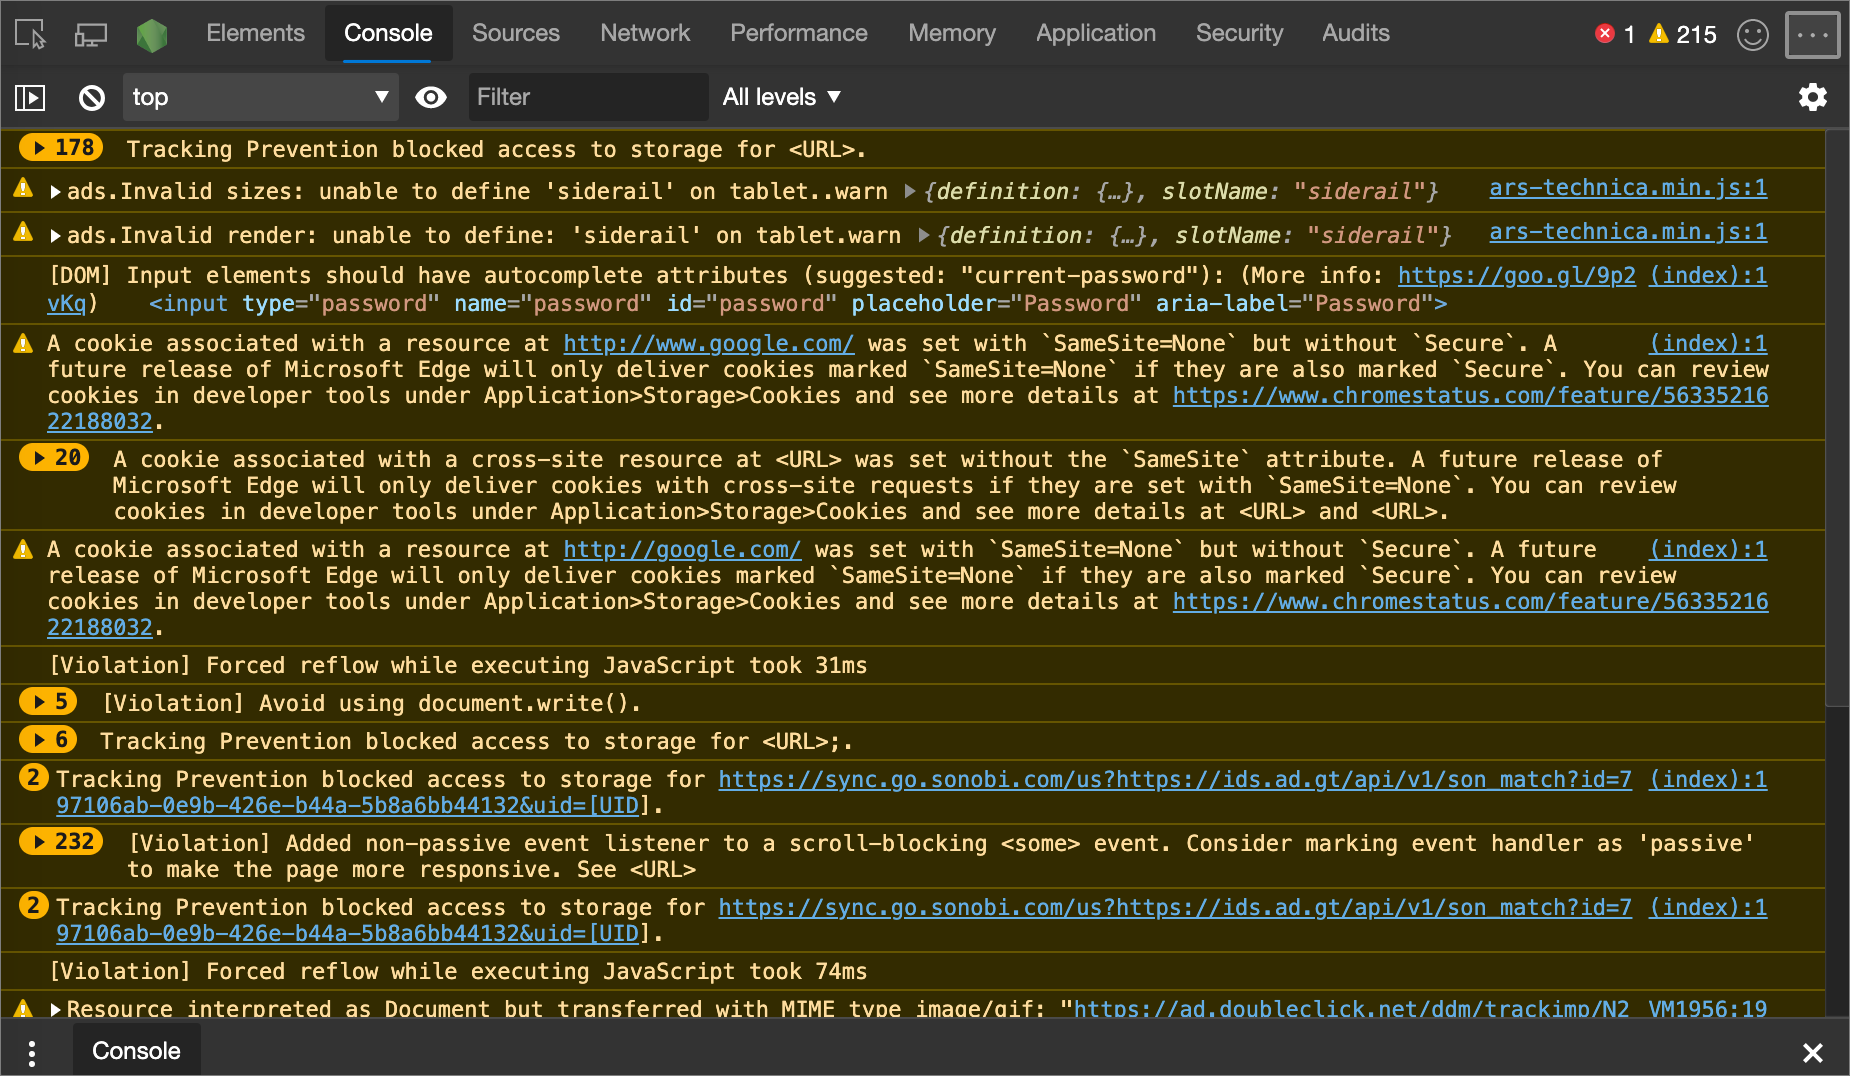 Elements Console Sources Network Performance Memory Application Security Audits 1 215
top Filter All levels
178 Tracking Prevention blocked access to storage for <URL>.
ads.Invalid sizes: unable to define 'siderail' on tablet..warn {definition: {…}, slotName: "siderail"} ars-technica.min.js:1
ads.Invalid render: unable to define: 'siderail' on tablet.warn {definition: {…}, slotName: "siderail"} ars-technica.min.js:1
[DOM] Input elements should have autocomplete attributes (suggested: "current-password"): (More info: https://goo.gl/9p2 (index):1
vKq) <input type="password" name="password" id="password" placeholder="Password" aria-label="Password">
A cookie associated with a resource at http://www.google.com/ was set with `SameSite=None` but without `Secure`. A (index):1
future release of Microsoft Edge will only deliver cookies marked `SameSite=None` if they are also marked `Secure`. You can review
cookies in developer tools under Application>Storage>Cookies and see more details at https://www.chromestatus.com/feature/56335216
22188032.
20 A cookie associated with a cross-site resource at <URL> was set without the `SameSite` attribute. A future release of
Microsoft Edge will only deliver cookies with cross-site requests if they are set with `SameSite=None`. You can review
cookies in developer tools under Application>Storage>Cookies and see more details at <URL> and <URL>.
A cookie associated with a resource at http://google.com/ was set with `SameSite=None` but without `Secure`. A future (index):1
release of Microsoft Edge will only deliver cookies marked `SameSite=None` if they are also marked `Secure`. You can review
cookies in developer tools under Application>Storage>Cookies and see more details at https://www.chromestatus.com/feature/56335216
22188032.
[Violation] Forced reflow while executing JavaScript took 31ms
5 [Violation] Avoid using document.write().
6 Tracking Prevention blocked access to storage for <URL>;.
2 Tracking Prevention blocked access to storage for https://sync.go.sonobi.com/us?https://ids.ad.gt/api/v1/son_match?id=7 (index):1
97106ab-0e9b-426e-b44a-5b8a6bb44132&uid=[UID].
232 [Violation] Added non-passive event listener to a scroll-blocking <some> event. Consider marking event handler as 'passive'
to make the page more responsive. See <URL>
2 Tracking Prevention blocked access to storage for https://sync.go.sonobi.com/us?https://ids.ad.gt/api/v1/son_match?id=7 (index):1
97106ab-0e9b-426e-b44a-5b8a6bb44132&uid=[UID].
[Violation] Forced reflow while executing JavaScript took 74ms
Resource interpreted as Document but transferred with MIME type image/gif: "https://ad.doubleclick.net/ddm/trackimp/N2 VM1956:19
Console